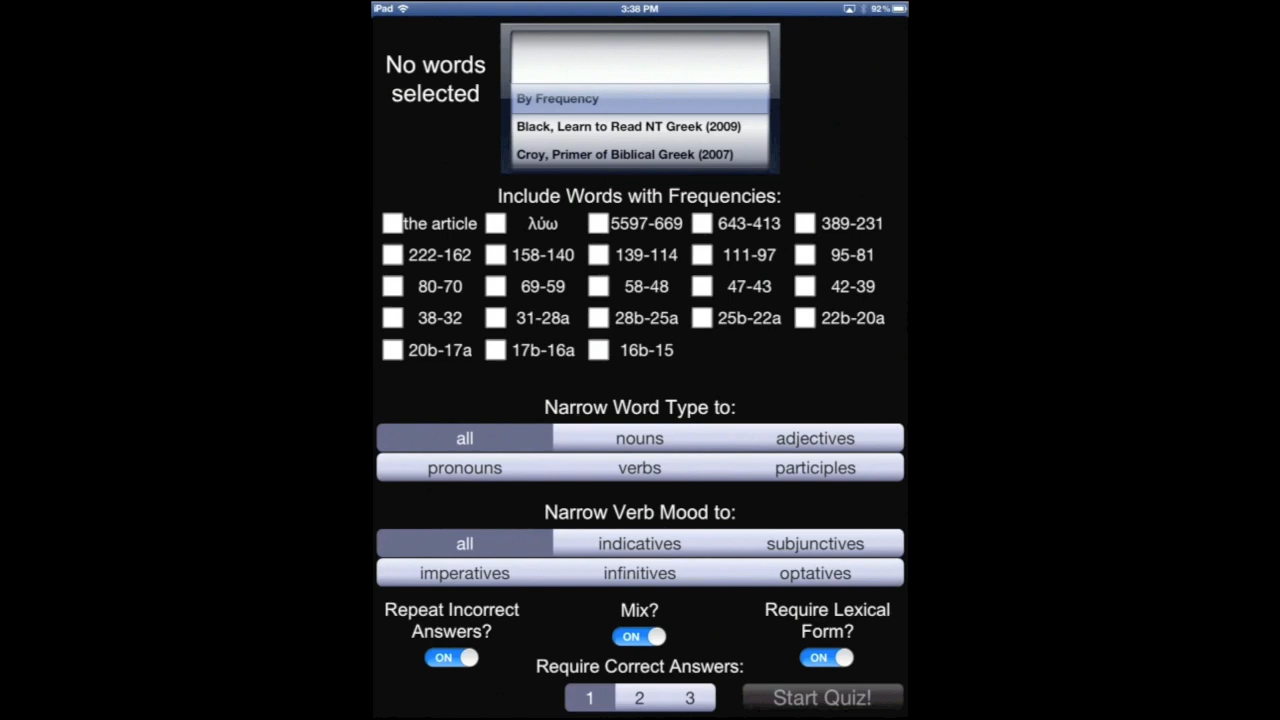 iPad 3:38 PM 92%
No words
selected
By Frequency
Black, Learn to Read NT Greek (2009)
Croy, Primer of Biblical Greek (2007)
Include Words with Frequencies:
the article λύω 5597-669 643-413 389-231
222-162 158-140 139-114 111-97 95-81
80-70 69-59 58-48 47-43 42-39
38-32 31-28a 28b-25a 25b-22a 22b-20a
20b-17a 17b-16a 16b-15
Narrow Word Type to:
all nouns adjectives
pronouns verbs participles
Narrow Verb Mood to:
all indicatives subjunctives
imperatives infinitives optatives
Repeat Incorrect
Answers?
ON
Mix?
ON
Require Lexical
Form?
ON
Require Correct Answers:
1 2 3
Start Quiz!